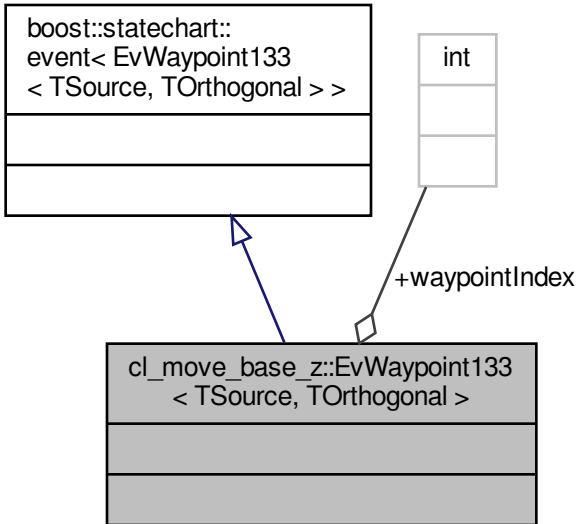 boost::statechart::
event< EvWaypoint133
< TSource, TOrthogonal > >
int
+waypointIndex
cl_move_base_z::EvWaypoint133
< TSource, TOrthogonal >